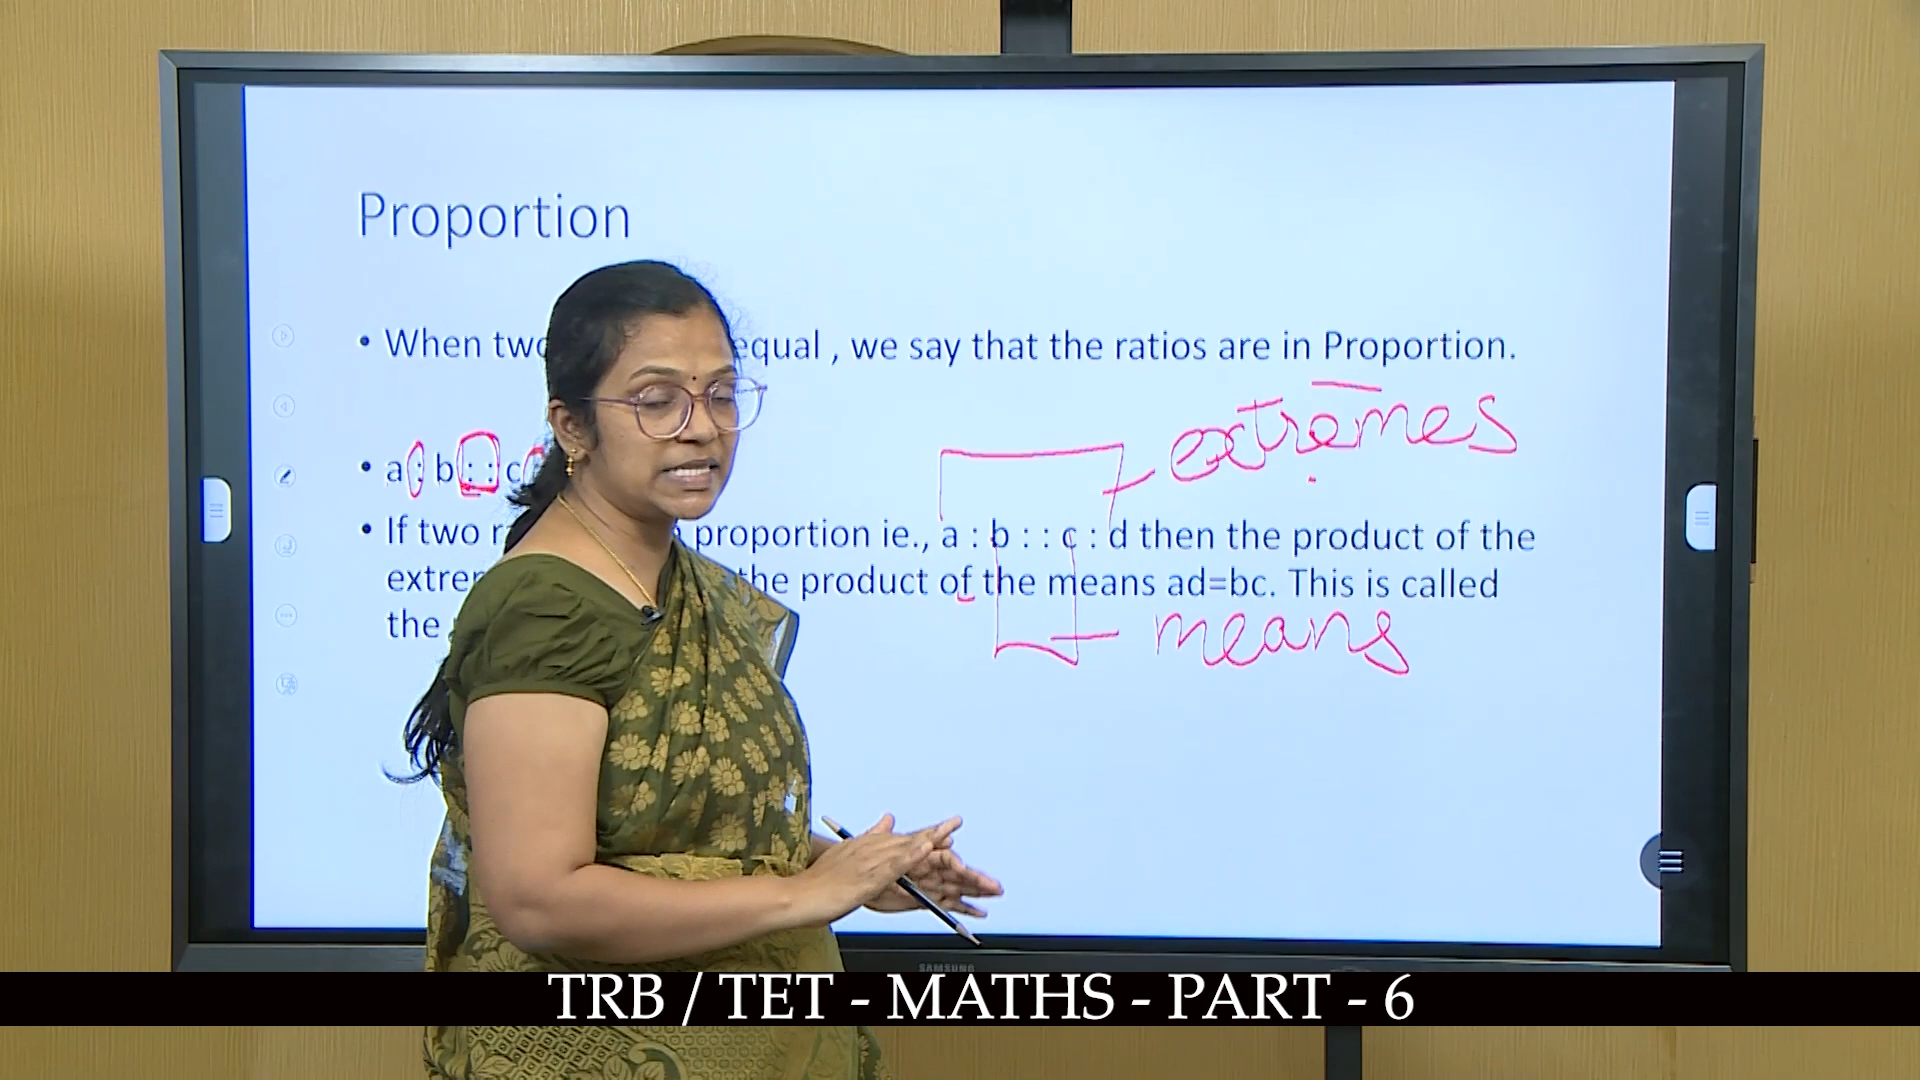 Proportion
• When two equal , we say that the ratios are in Proportion.
extremes
• a : b : : c
• If two proportion ie., a : b : : c : d then the product of the
the product of the means ad=bc. This is called
the
means
SAMSUNG
TRB / TET - MATHS - PART - 6